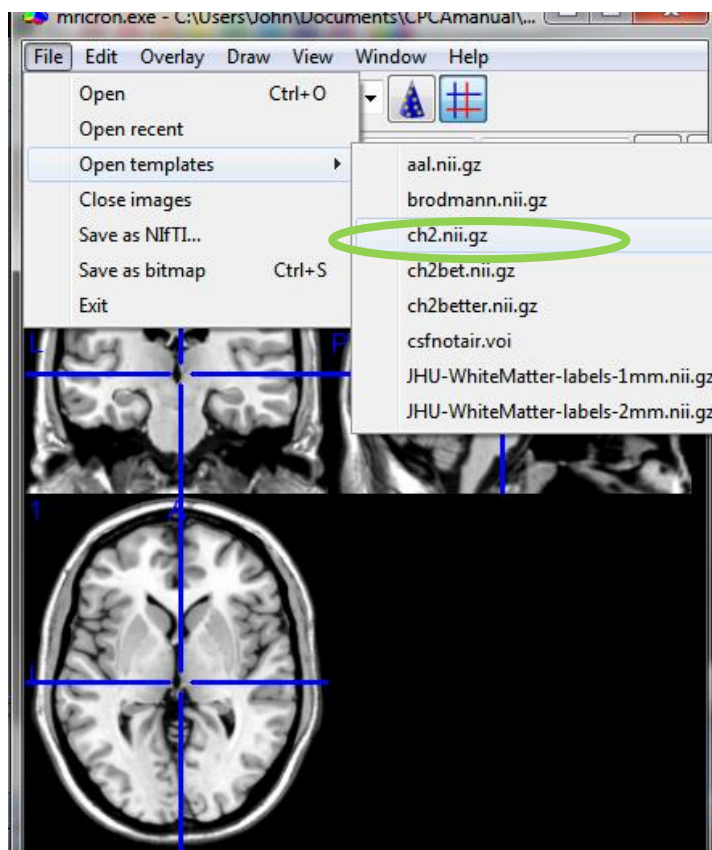 mricron.exe - C:\Users\John\Documents\CPCAmanual\...
File Edit Overlay Draw View Window Help
Open Ctrl+O
Open recent
Open templates
Close images
Save as NIfTI...
Save as bitmap Ctrl+S
Exit
aal.nii.gz
brodmann.nii.gz
ch2.nii.gz
ch2bet.nii.gz
ch2better.nii.gz
csfnotair.voi
JHU-WhiteMatter-labels-1mm.nii.gz
JHU-WhiteMatter-labels-2mm.nii.gz
L P
1 A
L